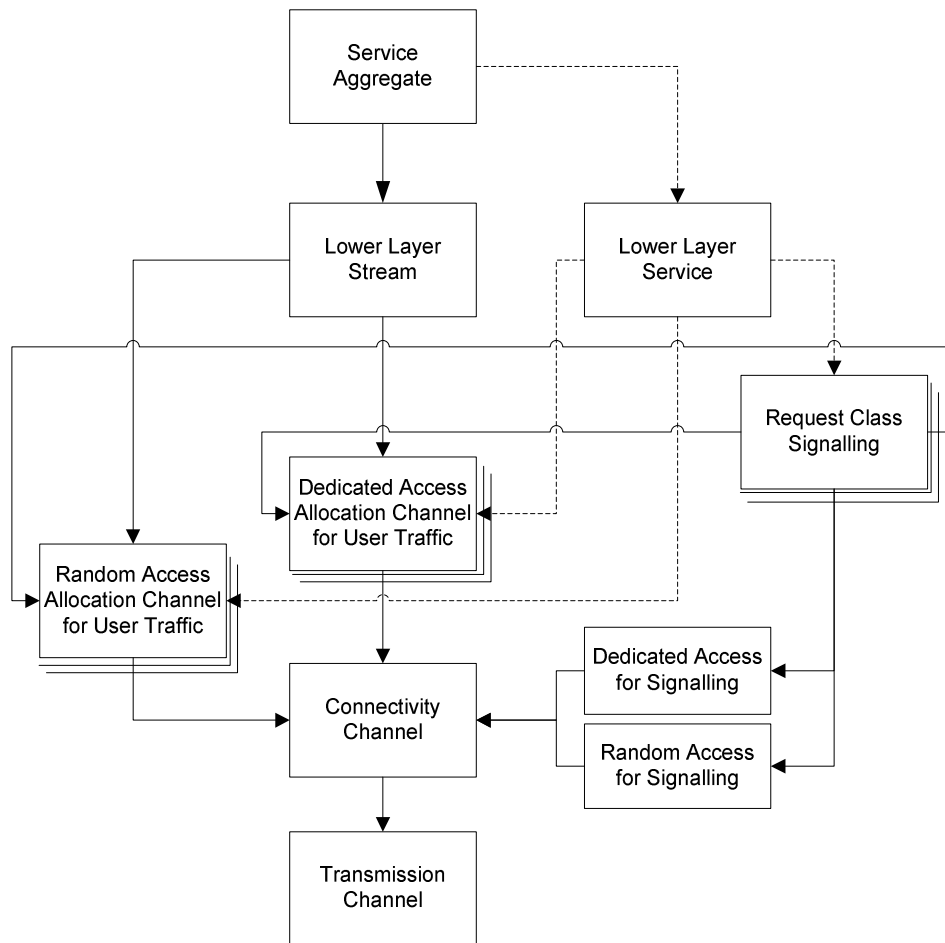 Service
Aggregate
Lower Layer
Stream
Lower Layer
Service
Request Class
Signalling
Dedicated Access
Allocation Channel
for User Traffic
Random Access
Allocation Channel
for User Traffic
Dedicated Access
for Signalling
Connectivity
Channel
Random Access
for Signalling
Transmission
Channel